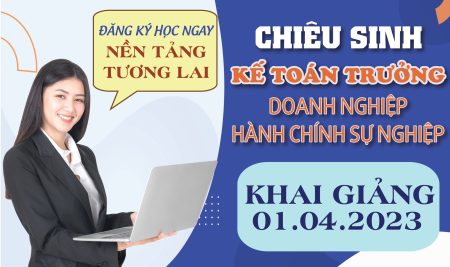 ĐĂNG KÝ HỌC NGAY
NỀN TẢNG
TƯƠNG LAI
CHIÊU SINH
KẾ TOÁN TRƯỞNG
DOANH NGHIỆP
HÀNH CHÍNH SỰ NGHIỆP
KHAI GIẢNG
01.04.2023